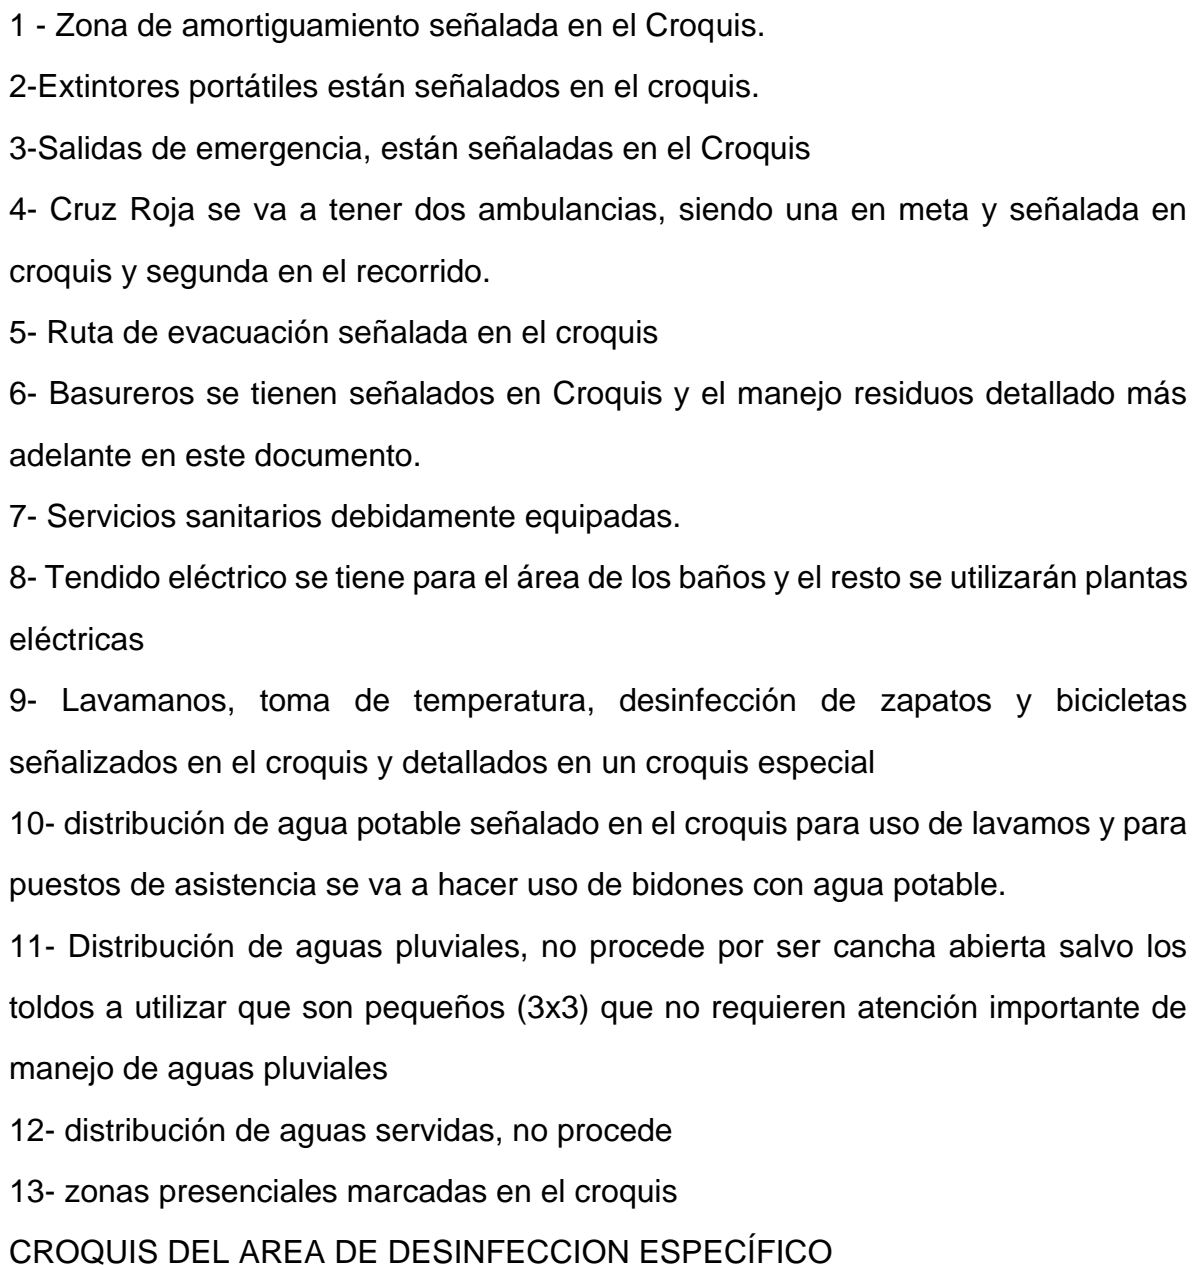 1 - Zona de amortiguamiento señalada en el Croquis.
2-Extintores portátiles están señalados en el croquis.
3-Salidas de emergencia, están señaladas en el Croquis
4- Cruz Roja se va a tener dos ambulancias, siendo una en meta y señalada en
croquis y segunda en el recorrido.
5- Ruta de evacuación señalada en el croquis
6- Basureros se tienen señalados en Croquis y el manejo residuos detallado más
adelante en este documento.
7- Servicios sanitarios debidamente equipadas.
8- Tendido eléctrico se tiene para el área de los baños y el resto se utilizarán plantas
eléctricas
9- Lavamanos, toma de temperatura, desinfección de zapatos y bicicletas
señalizados en el croquis y detallados en un croquis especial
10- distribución de agua potable señalado en el croquis para uso de lavamos y para
puestos de asistencia se va a hacer uso de bidones con agua potable.
11- Distribución de aguas pluviales, no procede por ser cancha abierta salvo los
toldos a utilizar que son pequeños (3x3) que no requieren atención importante de
manejo de aguas pluviales
12- distribución de aguas servidas, no procede
13- zonas presenciales marcadas en el croquis
CROQUIS DEL AREA DE DESINFECCION ESPECÍFICO